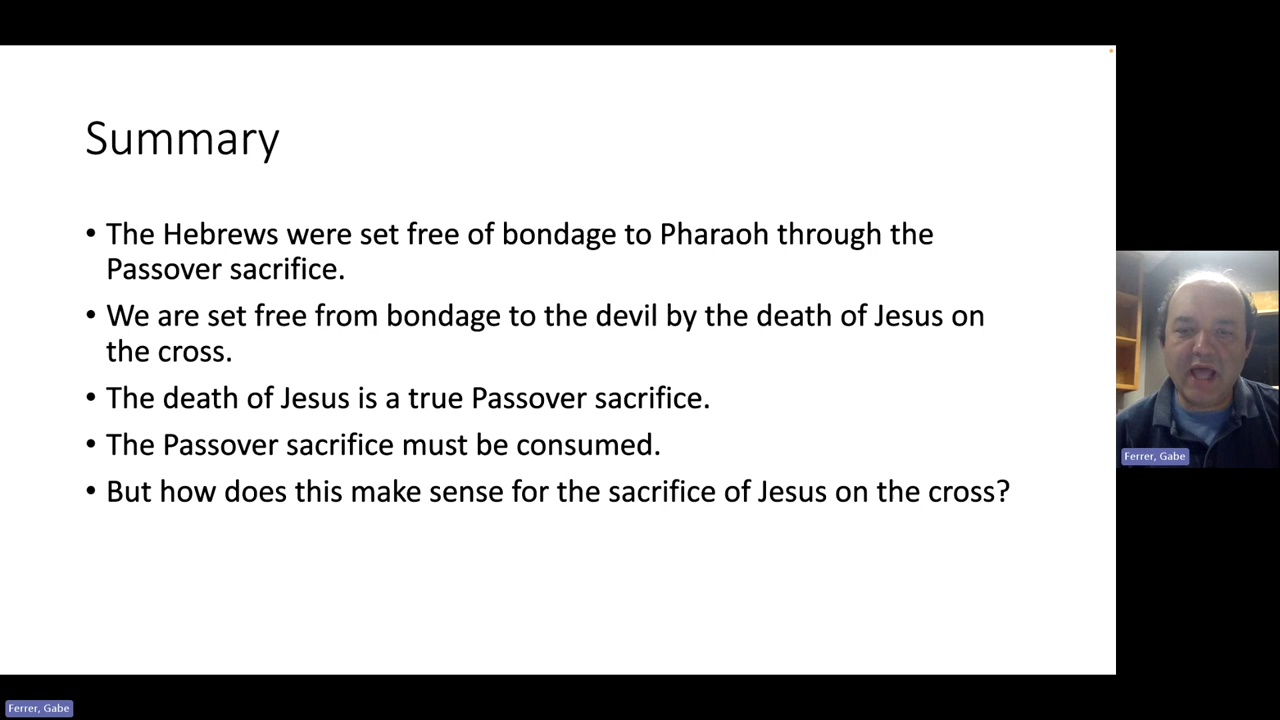 Summary
• The Hebrews were set free of bondage to Pharaoh through the
Passover sacrifice.
• We are set free from bondage to the devil by the death of Jesus on
the cross.
• The death of Jesus is a true Passover sacrifice.
• The Passover sacrifice must be consumed.
• But how does this make sense for the sacrifice of Jesus on the cross?
Ferrer, Gabe
Ferrer, Gabe